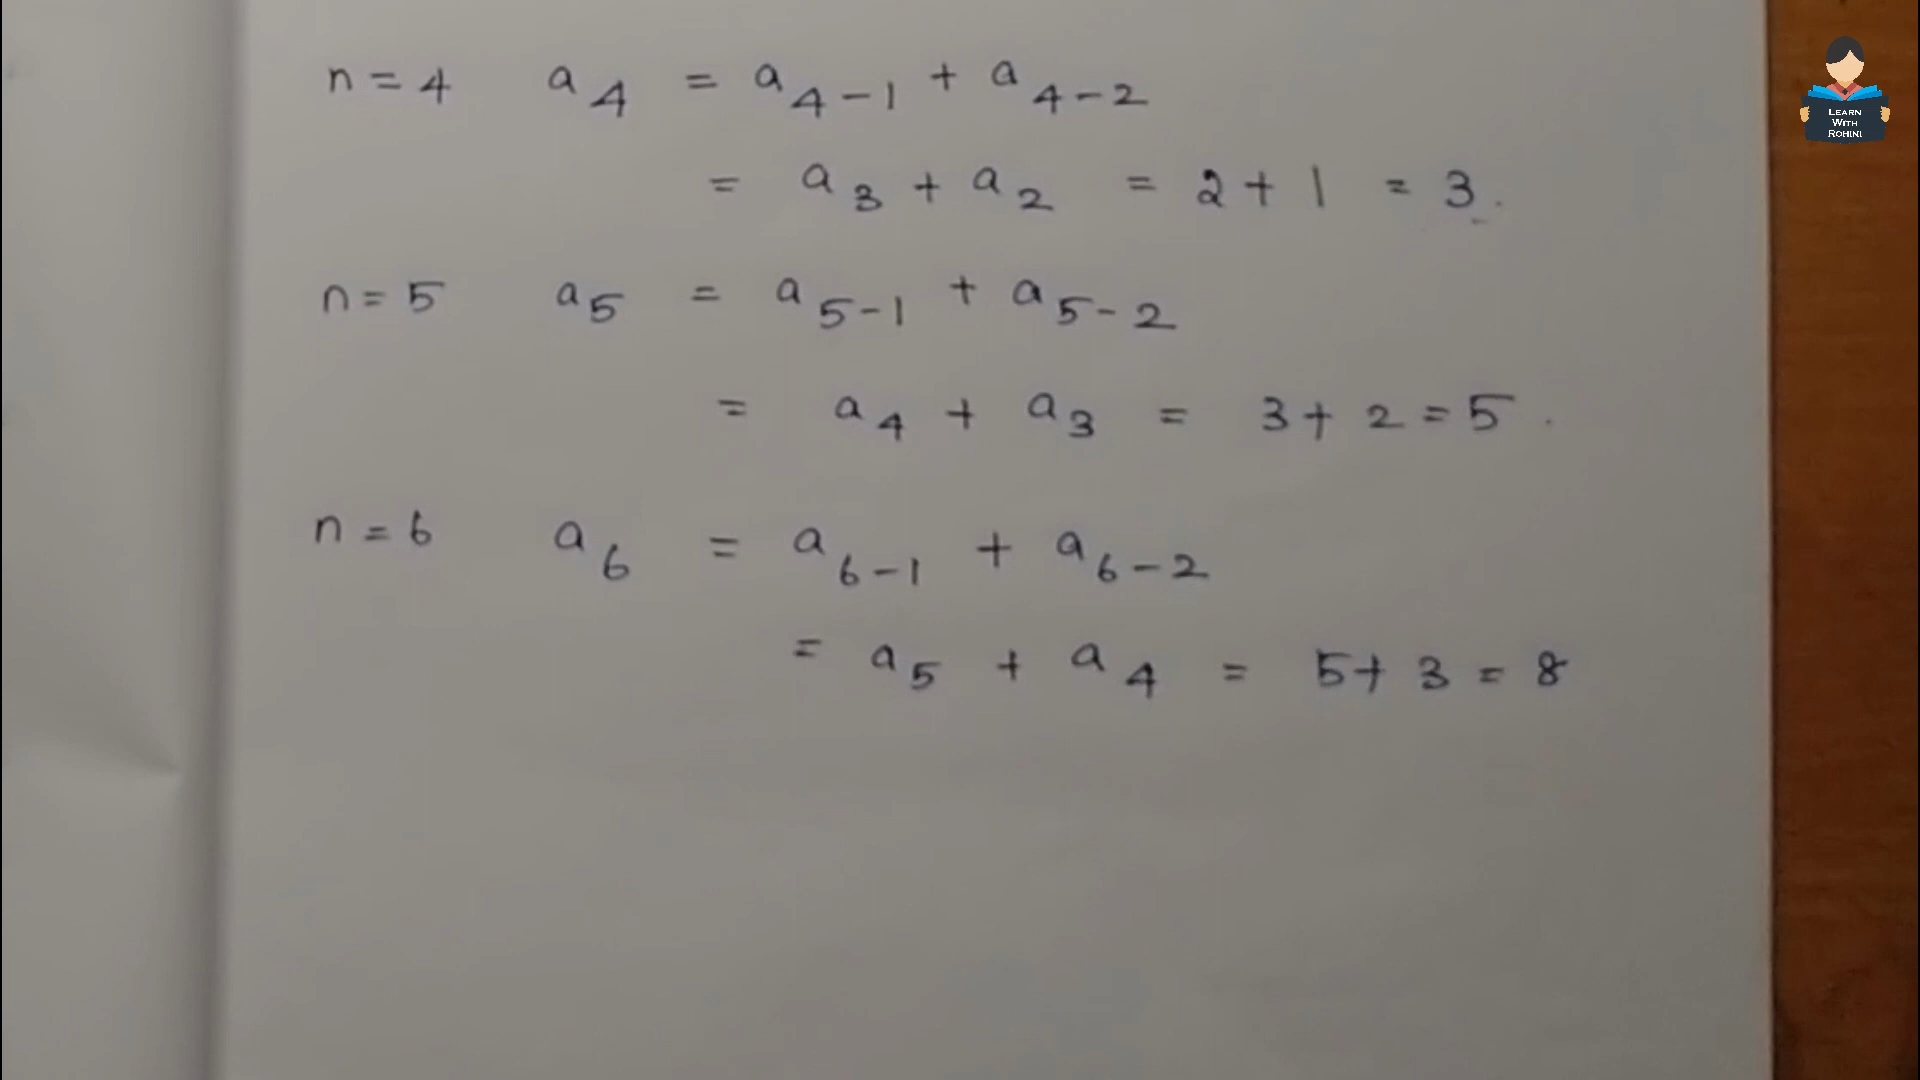 n = 4 a₄ = a₄₋₁ + a₄₋₂
= a₃ + a₂ = 2 + 1 = 3.
n = 5 a₅ = a₅₋₁ + a₅₋₂
= a₄ + a₃ = 3 + 2 = 5.
n = 6 a₆ = a₆₋₁ + a₆₋₂
= a₅ + a₄ = 5 + 3 = 8
LEARN
WITH
ROHINI